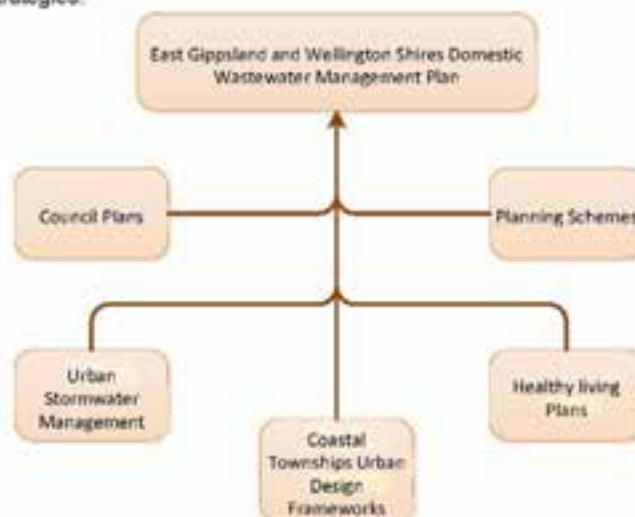 East Gippsland and Wellington Shires Domestic
Wastewater Management Plan
Council Plans
Planning Schemes
Urban
Stormwater
Management
Healthy living
Plans
Coastal
Townships Urban
Design
Frameworks